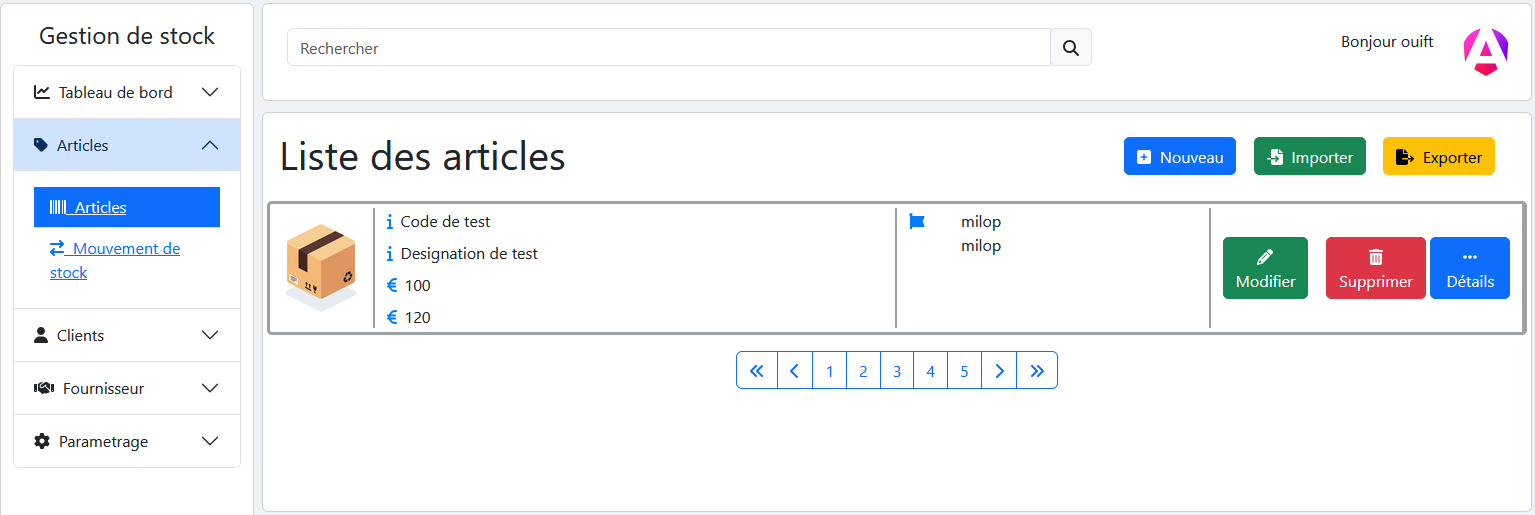 Gestion de stock
Tableau de bord
Articles
Articles
Mouvement de
stock
Clients
Fournisseur
Parametrage
Rechercher
Bonjour ouift
Liste des articles
Nouveau
Importer
Exporter
Code de test
Designation de test
€ 100
€ 120
milop
milop
Modifier
Supprimer
Détails
« ‹ 1 2 3 4 5 › »